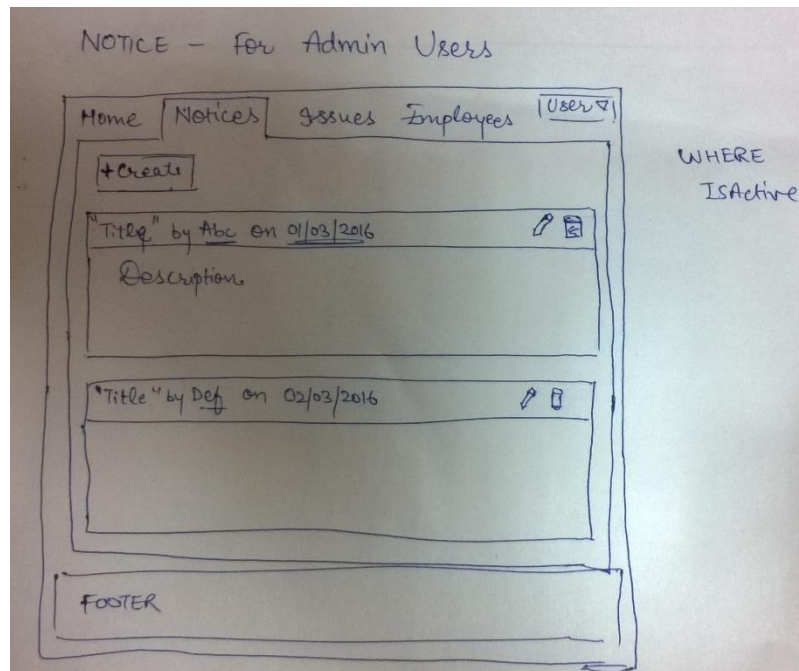 NOTICE - For Admin Users
Home Notices Issues Employees User
+Create
"Title" by Abc on 01/03/2016
Description
"Title" by Def on 02/03/2016
FOOTER
WHERE
IsActive